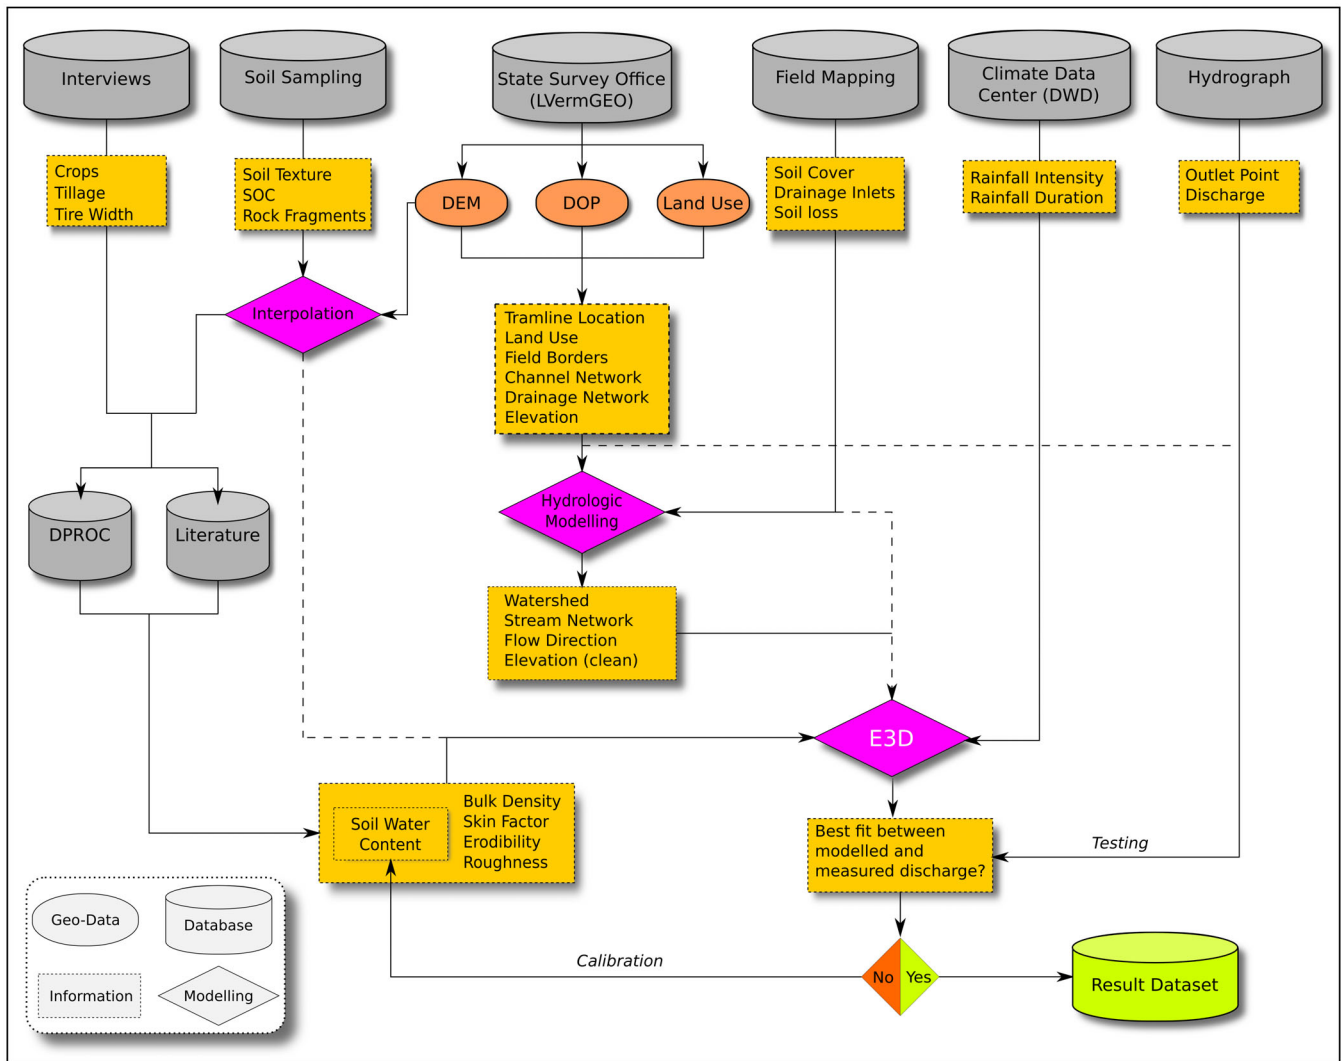 Interviews
Soil Sampling
State Survey Office
(LVermGEO)
Field Mapping
Climate Data
Center (DWD)
Hydrograph
Crops
Tillage
Tire Width
Soil Texture
SOC
Rock Fragments
DEM
DOP
Land Use
Soil Cover
Drainage Inlets
Soil loss
Rainfall Intensity
Rainfall Duration
Outlet Point
Discharge
Interpolation
Tramline Location
Land Use
Field Borders
Channel Network
Drainage Network
Elevation
DPROC
Literature
Hydrologic
Modelling
Watershed
Stream Network
Flow Direction
Elevation (clean)
E3D
Soil Water
Content
Bulk Density
Skin Factor
Erodibility
Roughness
Best fit between
modelled and
measured discharge?
Testing
Calibration
No
Yes
Result Dataset
Geo-Data
Database
Information
Modelling